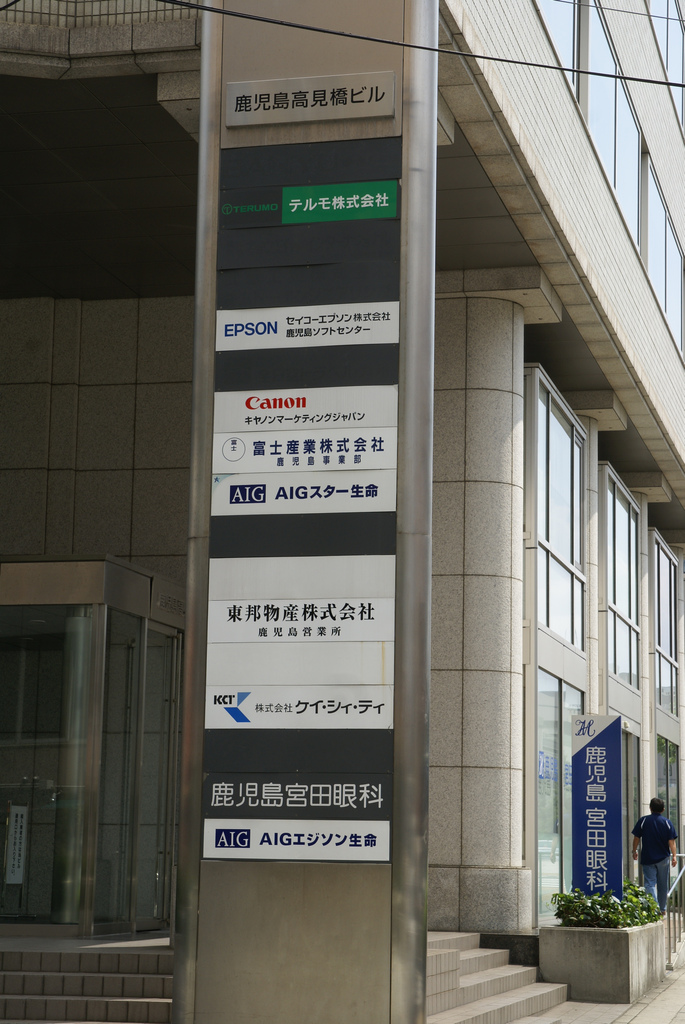 鹿児島高見橋ビル
TERUMO テルモ株式会社
EPSON セイコーエプソン株式会社
鹿児島ソフトセンター
Canon
キヤノンマーケティングジャパン
富士 富士産業株式会社
鹿児島事業部
AIG AIGスター生命
東邦物産株式会社
鹿児島営業所
KCT 株式会社ケイ・シィ・ティ
鹿児島宮田眼科
AIG AIGエジソン生命
鹿児島宮田眼科